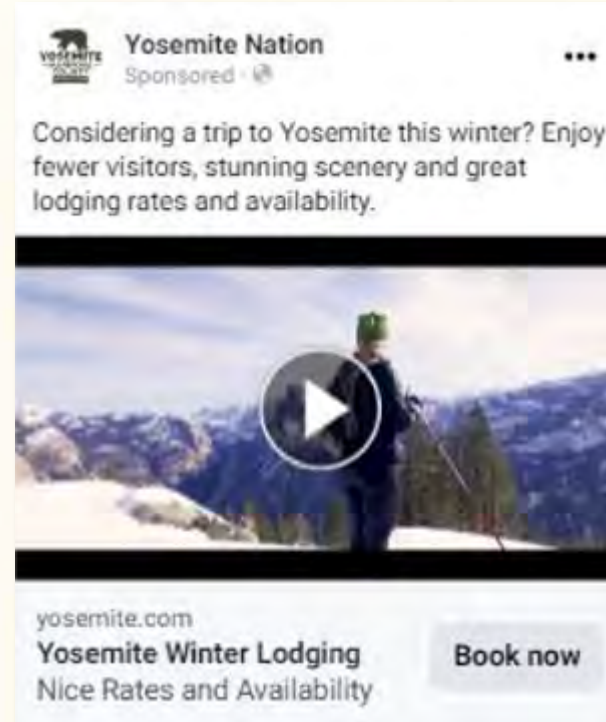 YOSEMITE
Yosemite Nation
Sponsored ·
Considering a trip to Yosemite this winter? Enjoy
fewer visitors, stunning scenery and great
lodging rates and availability.
yosemite.com
Yosemite Winter Lodging
Nice Rates and Availability
Book now